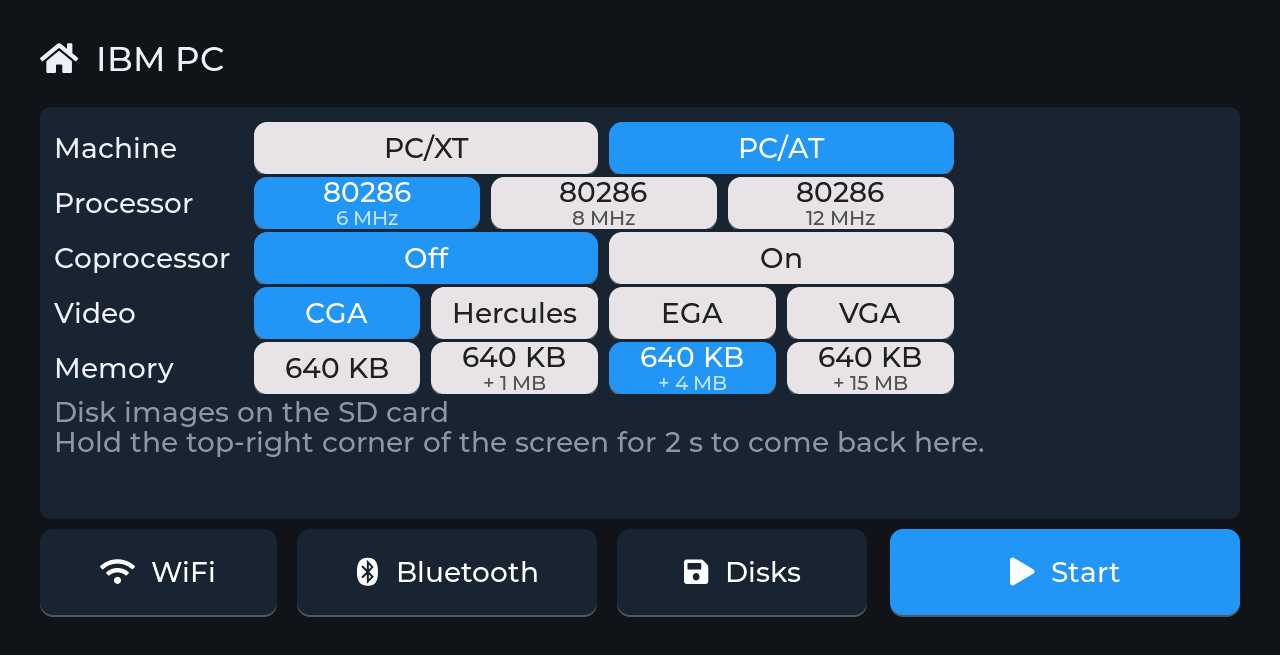 IBM PC
Machine PC/XT PC/AT
Processor 80286 6 MHz 80286 8 MHz 80286 12 MHz
Coprocessor Off On
Video CGA Hercules EGA VGA
Memory 640 KB 640 KB + 1 MB 640 KB + 4 MB 640 KB + 15 MB
Disk images on the SD card
Hold the top-right corner of the screen for 2 s to come back here.
WiFi Bluetooth Disks Start